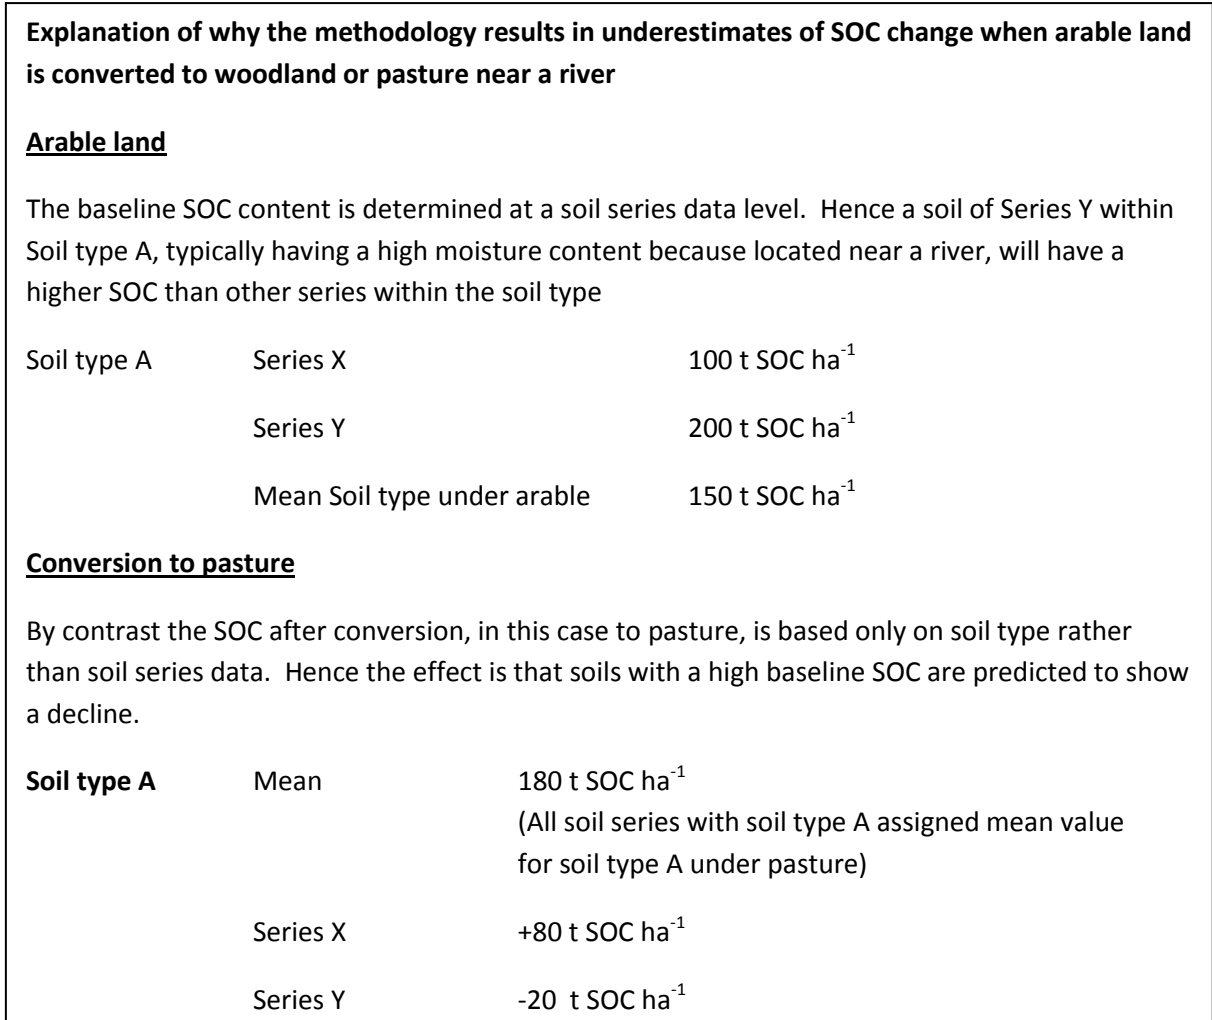 Explanation of why the methodology results in underestimates of SOC change when arable land
is converted to woodland or pasture near a river
Arable land
The baseline SOC content is determined at a soil series data level.  Hence a soil of Series Y within
Soil type A, typically having a high moisture content because located near a river, will have a
higher SOC than other series within the soil type
Soil type A Series X 100 t SOC ha⁻¹
Series Y 200 t SOC ha⁻¹
Mean Soil type under arable 150 t SOC ha⁻¹
Conversion to pasture
By contrast the SOC after conversion, in this case to pasture, is based only on soil type rather
than soil series data.  Hence the effect is that soils with a high baseline SOC are predicted to show
a decline.
Soil type A Mean 180 t SOC ha⁻¹
(All soil series with soil type A assigned mean value
for soil type A under pasture)
Series X +80 t SOC ha⁻¹
Series Y -20  t SOC ha⁻¹